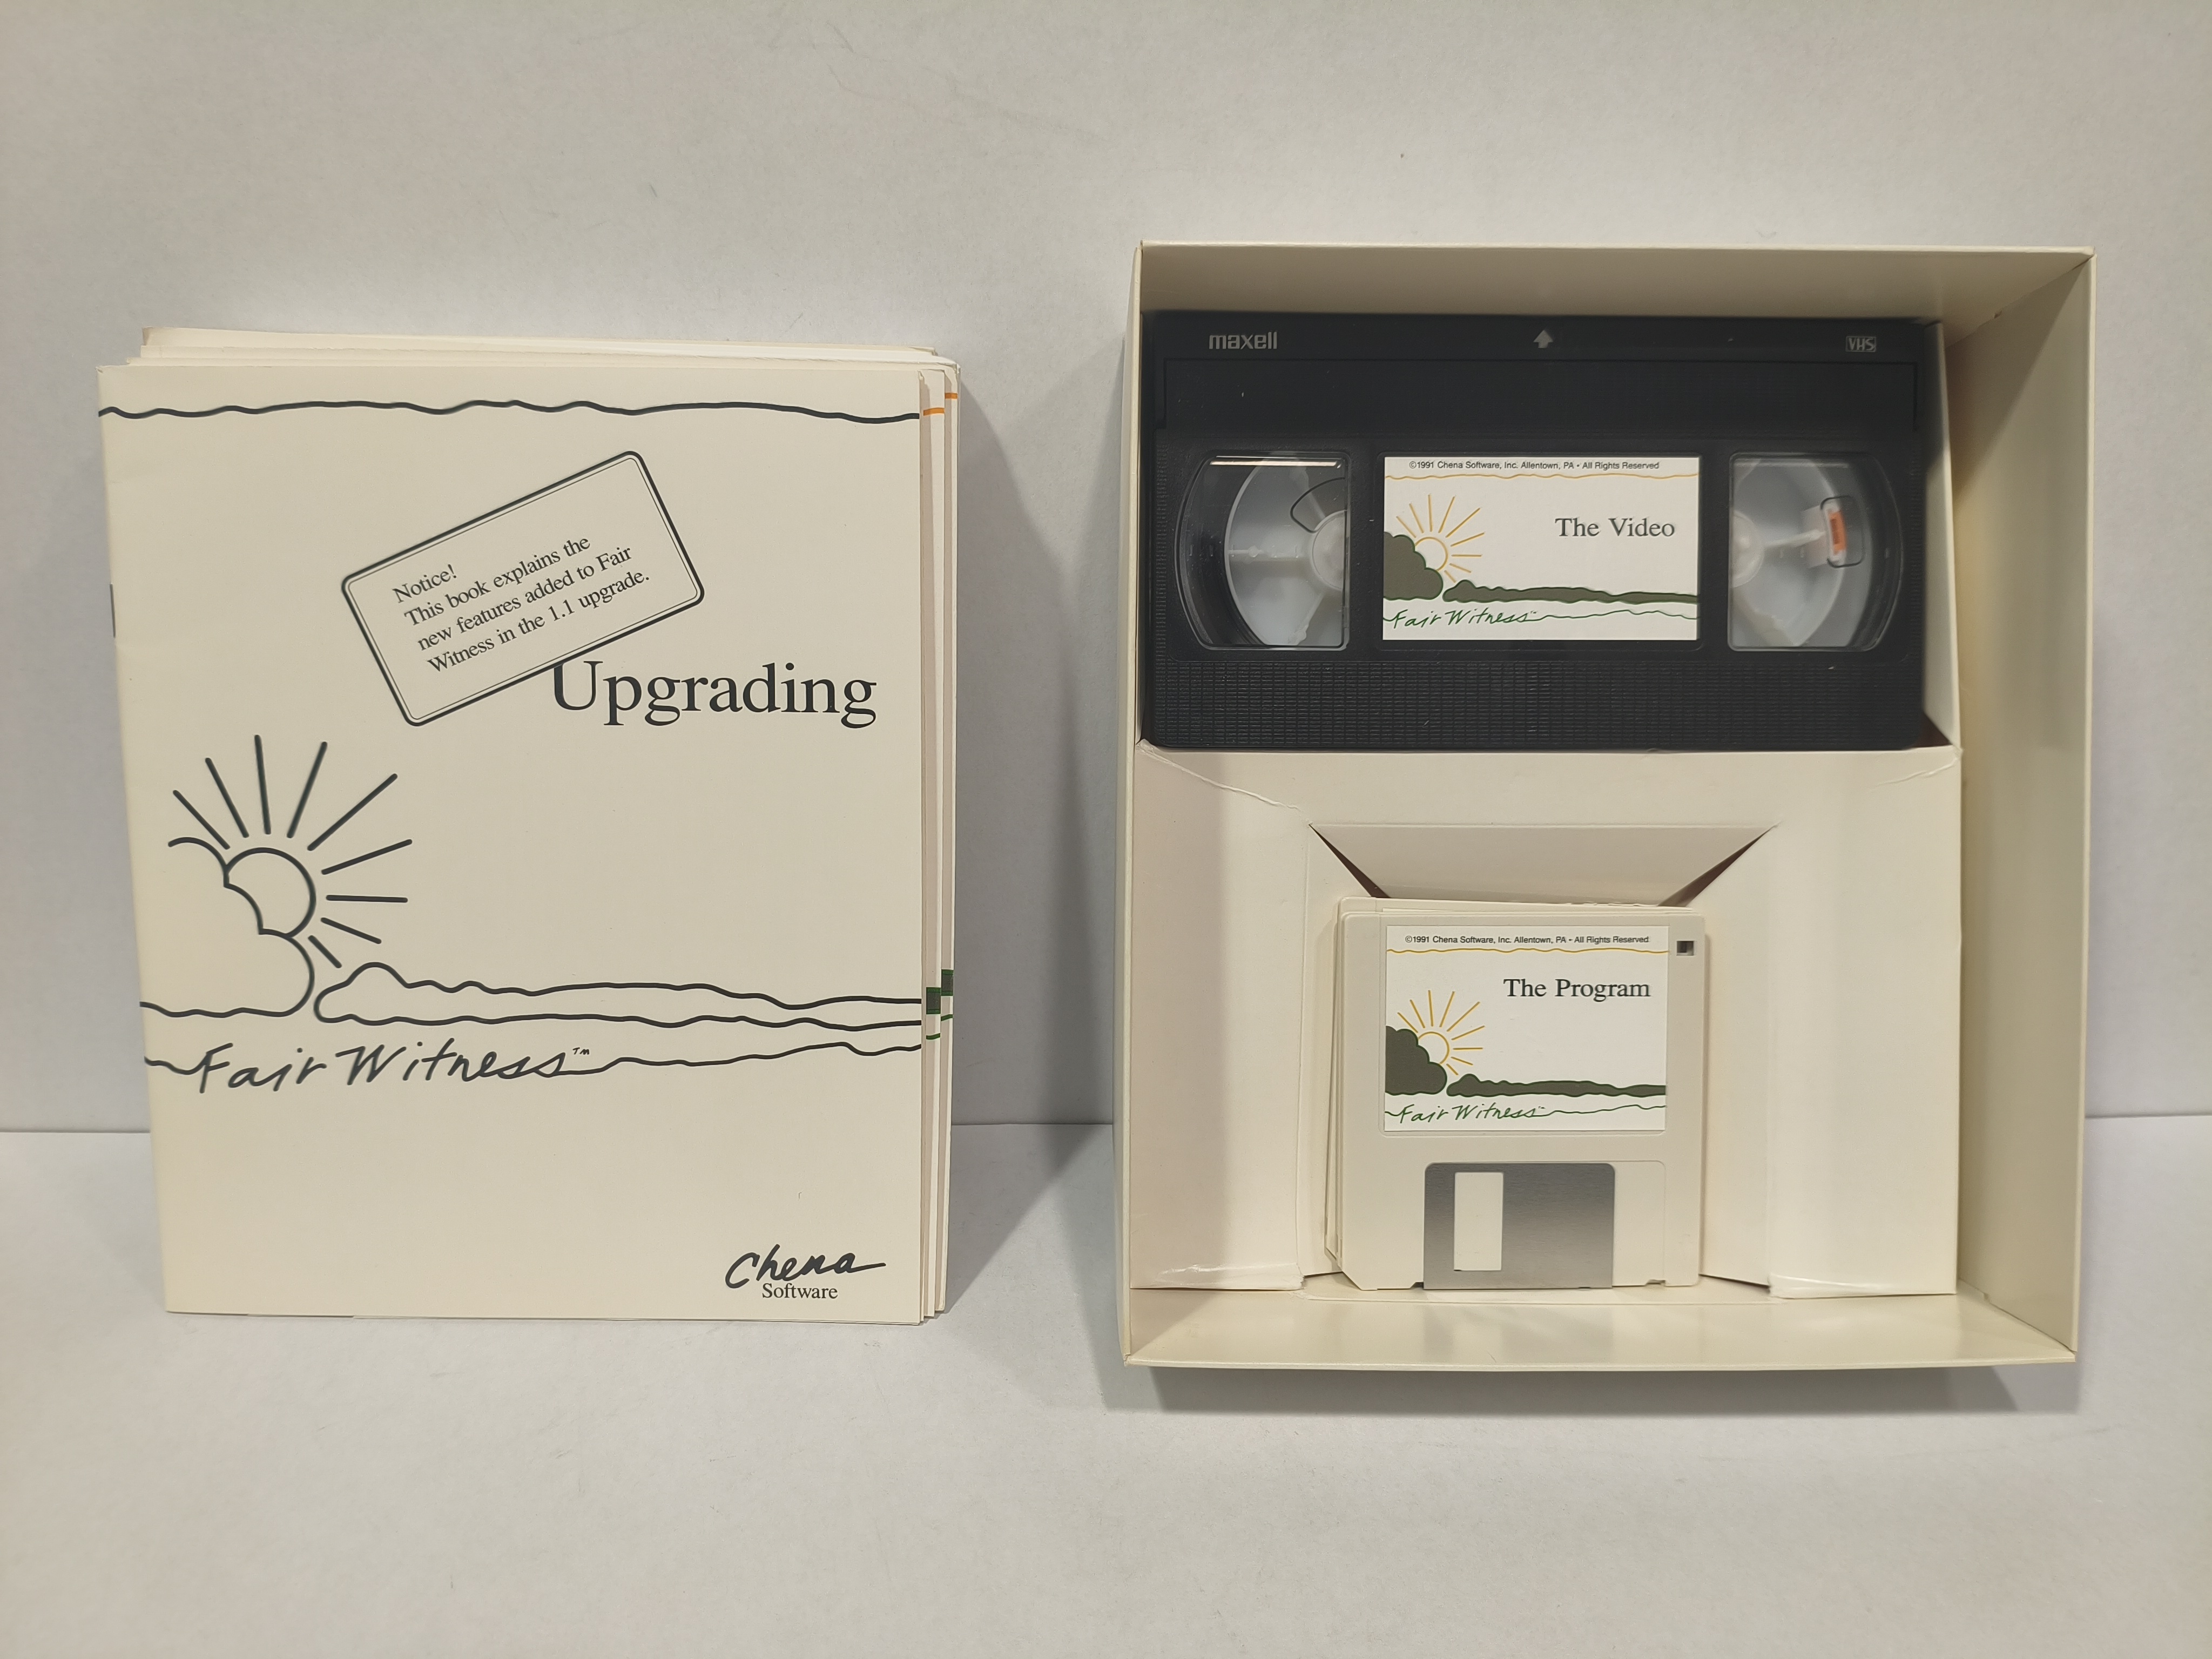 Notice!
This book explains the
new features added to Fair
Witness in the 1.1 upgrade.
Upgrading
Fair Witness™
Chena
Software
maxell
VHS
©1991 Chena Software, Inc. Allentown, PA - All Rights Reserved
The Video
Fair Witness™
©1991 Chena Software, Inc. Allentown, PA - All Rights Reserved
The Program
Fair Witness™